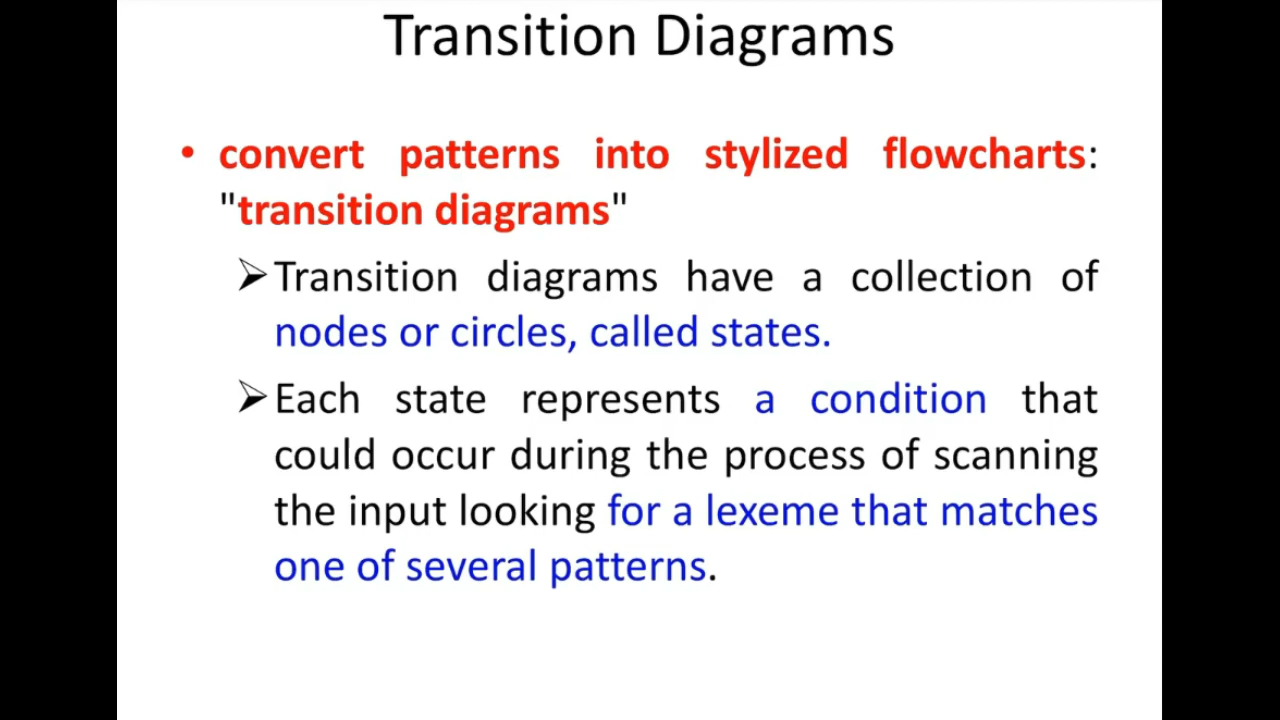 Transition Diagrams
• convert patterns into stylized flowcharts:
"transition diagrams"
➢Transition diagrams have a collection of
nodes or circles, called states.
➢Each state represents a condition that
could occur during the process of scanning
the input looking for a lexeme that matches
one of several patterns.